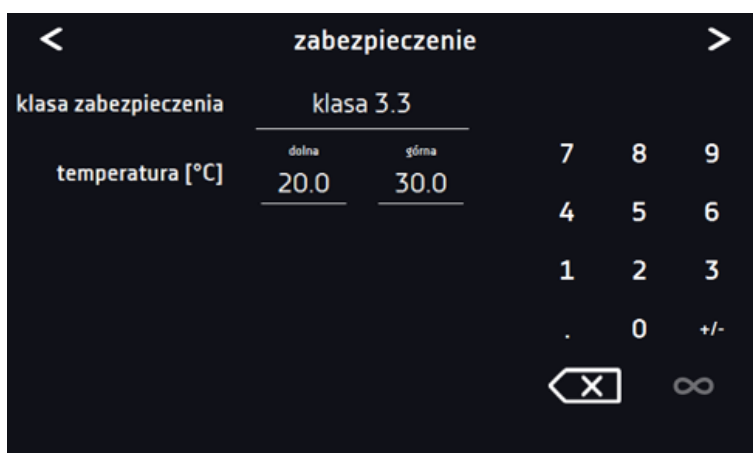 < zabezpieczenie >
klasa zabezpieczenia klasa 3.3
dolna górna
temperatura [°C] 20.0 30.0
7 8 9
4 5 6
1 2 3
. 0 +/-
X ∞